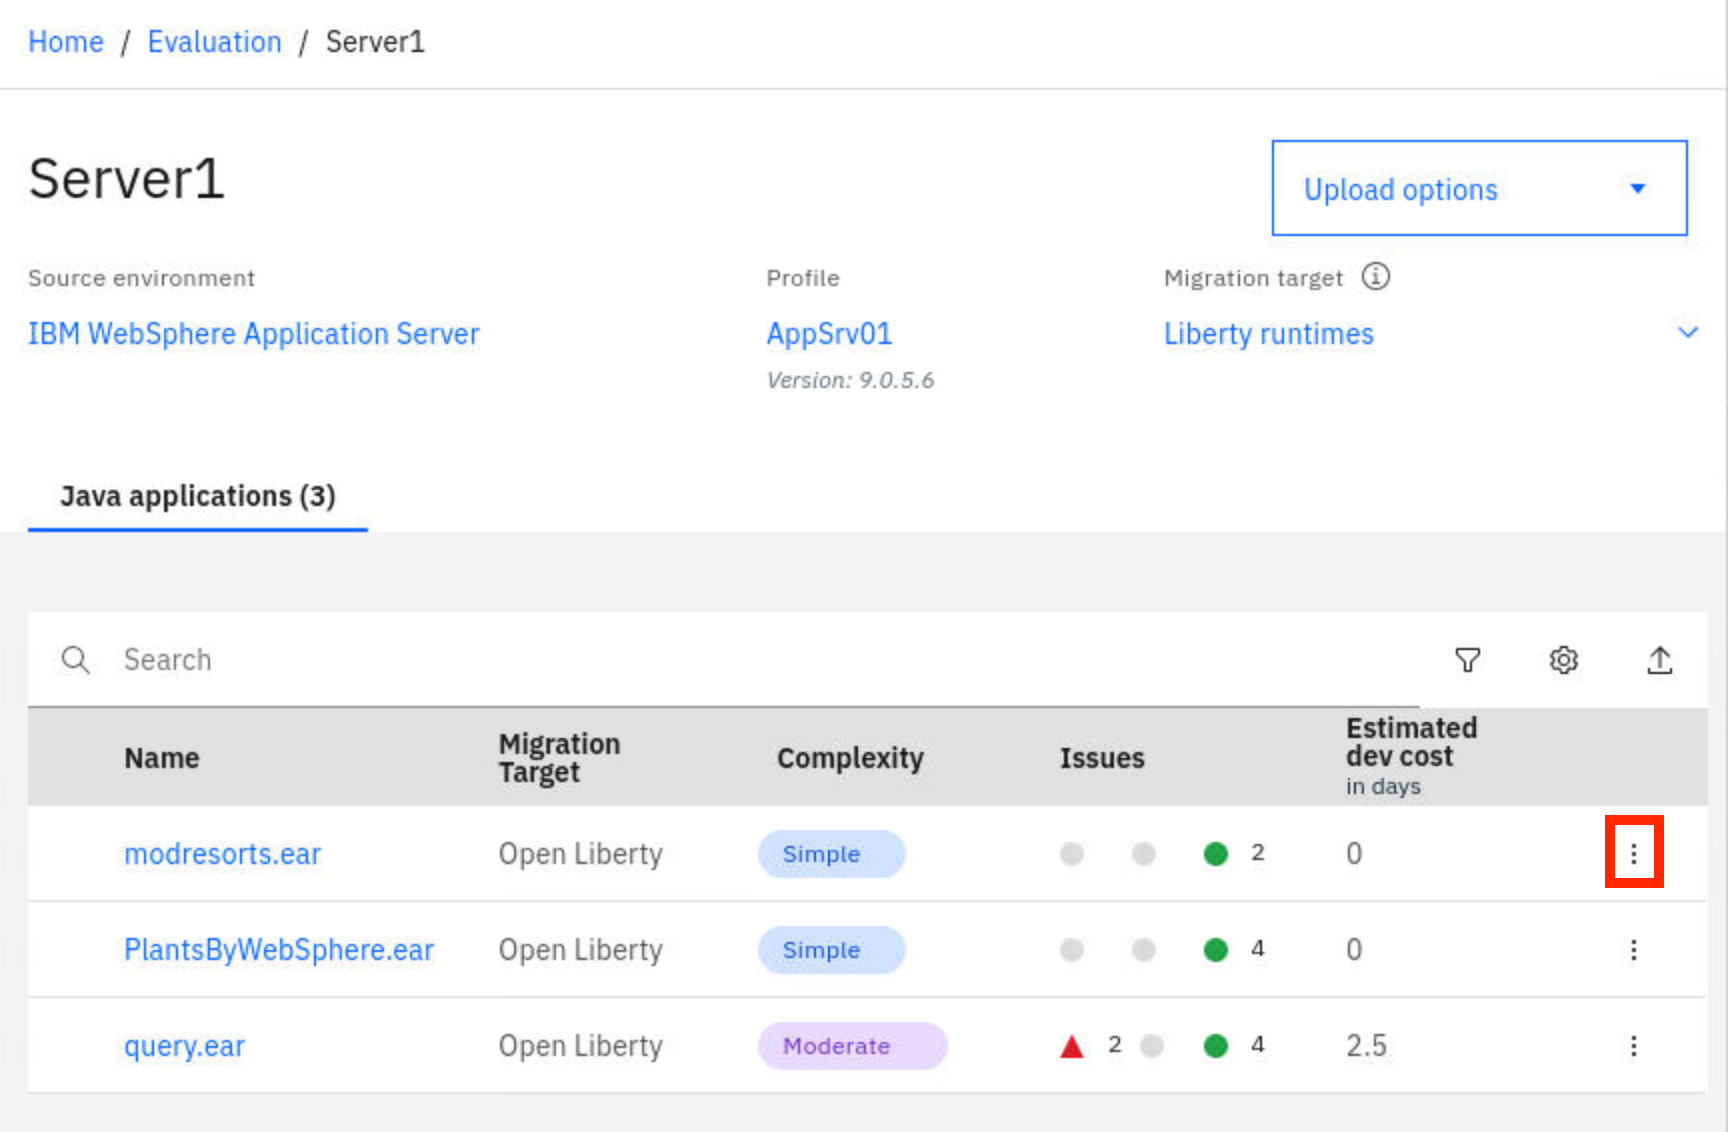 Home / Evaluation / Server1
Server1
Upload options
Source environment
Profile
Migration target
IBM WebSphere Application Server
AppSrv01
Liberty runtimes
Version: 9.0.5.6
Java applications (3)
Search
Name
Migration
Target
Complexity
Issues
Estimated
dev cost
in days
modresorts.ear Open Liberty Simple 2 0
PlantsByWebSphere.ear Open Liberty Simple 4 0
query.ear Open Liberty Moderate 2 4 2.5